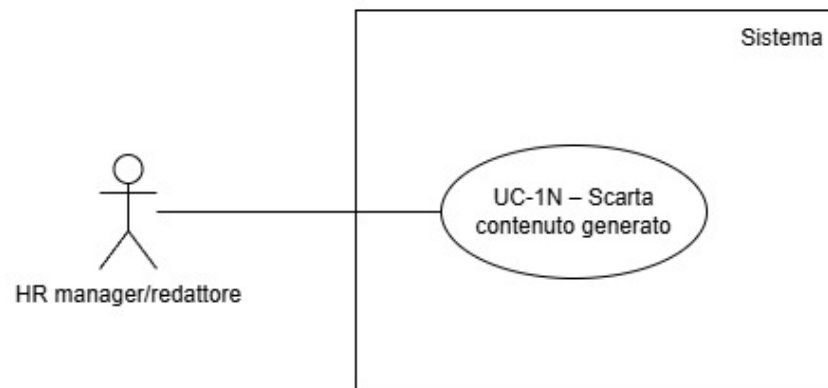 Sistema
UC-1N – Scarta
contenuto generato
HR manager/redattore